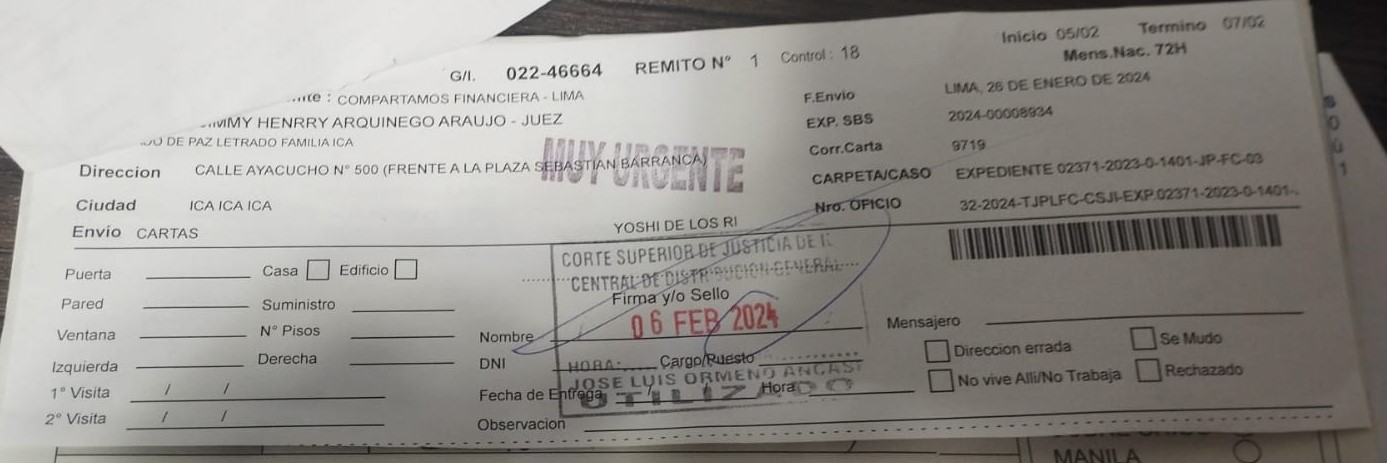 Inicio 05/02 Termino 07/02
G/I. 022-46664 REMITO N° 1 Control : 18 Mens.Nac. 72H
: COMPARTAMOS FINANCIERA - LIMA F.Envio LIMA, 26 DE ENERO DE 2024
HENRRY ARQUINEGO ARAUJO - JUEZ EXP. SBS 2024-00008934
DE PAZ LETRADO FAMILIA ICA Corr.Carta 9719
MUY URGENTE
Direccion CALLE AYACUCHO N° 500 (FRENTE A LA PLAZA SEBASTIAN BARRANCA) CARPETA/CASO EXPEDIENTE 02371-2023-0-1401-JP-FC-03
Ciudad ICA ICA ICA Nro. OFICIO 32-2024-TJPLFC-CSJI-EXP.02371-2023-0-1401-.
Envio CARTAS YOSHI DE LOS RI
CORTE SUPERIOR DE JUSTICIA DE
CENTRAL DE DISTRIBUCION GENERAL
Puerta Casa Edificio
Firma y/o Sello
Pared Suministro
06 FEB 2024
Ventana N° Pisos Nombre Mensajero
Izquierda Derecha DNI HORA: Cargo/Puesto Direccion errada Se Mudo
JOSE LUIS ORMENO
1° Visita / / Fecha de Entrega / / Hora No vive Alli/No Trabaja Rechazado
UTILIZADO
2° Visita / / Observacion
MANILA